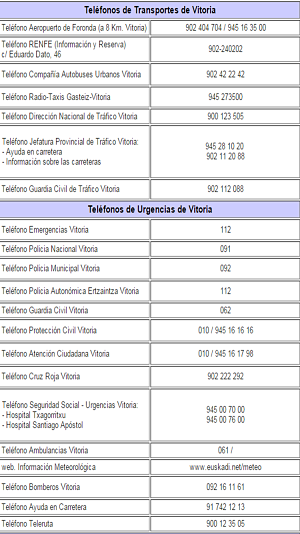 Teléfonos de Transportes de Vitoria
Teléfono Aeropuerto de Foronda (a 8 Km. Vitoria) 902 404 704 / 945 16 35 00
Teléfono RENFE (Información y Reserva)
c/ Eduardo Dato, 46 902-240202
Teléfono Compañía Autobuses Urbanos Vitoria 902 42 22 42
Teléfono Radio-Taxis Gasteiz-Vitoria 945 273500
Teléfono Dirección Nacional de Tráfico Vitoria 900 123 505
Teléfono Jefatura Provincial de Tráfico Vitoria:
- Ayuda en carretera 945 28 10 20
- Información sobre las carreteras 902 11 20 88
Teléfono Guardia Civil de Tráfico Vitoria 902 112 088
Teléfonos de Urgencias de Vitoria
Teléfono Emergencias Vitoria 112
Teléfono Policia Nacional Vitoria 091
Teléfono Policia Municipal Vitoria 092
Teléfono Policia Autonómica Ertzaintza Vitoria 112
Teléfono Guardia Civil Vitoria 062
Teléfono Protección Civil Vitoria 010 / 945 16 16 16
Teléfono Atención Ciudadana Vitoria 010 / 945 16 17 98
Teléfono Cruz Roja Vitoria 902 222 292
Teléfono Seguridad Social - Urgencias Vitoria:
- Hospital Txagorritxu 945 00 70 00
- Hospital Santiago Apóstol 945 00 76 00
Teléfono Ambulancias Vitoria 061 /
web. Información Meteorológica www.euskadi.net/meteo
Teléfono Bomberos Vitoria 092 16 11 61
Teléfono Ayuda en Carretera 91 742 12 13
Teléfono Teleruta 900 12 35 05